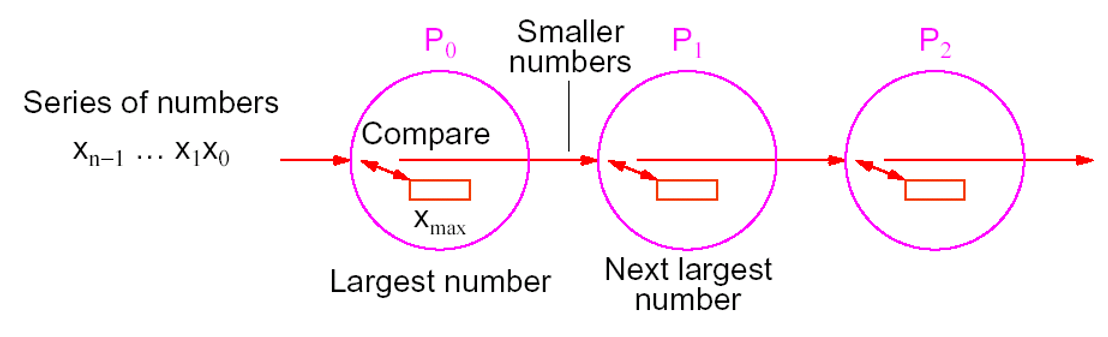 P₀
Smaller
numbers
P₁
P₂
Series of numbers
xₙ₋₁ … x₁x₀
Compare
xₘₐₓ
Largest number
Next largest
number